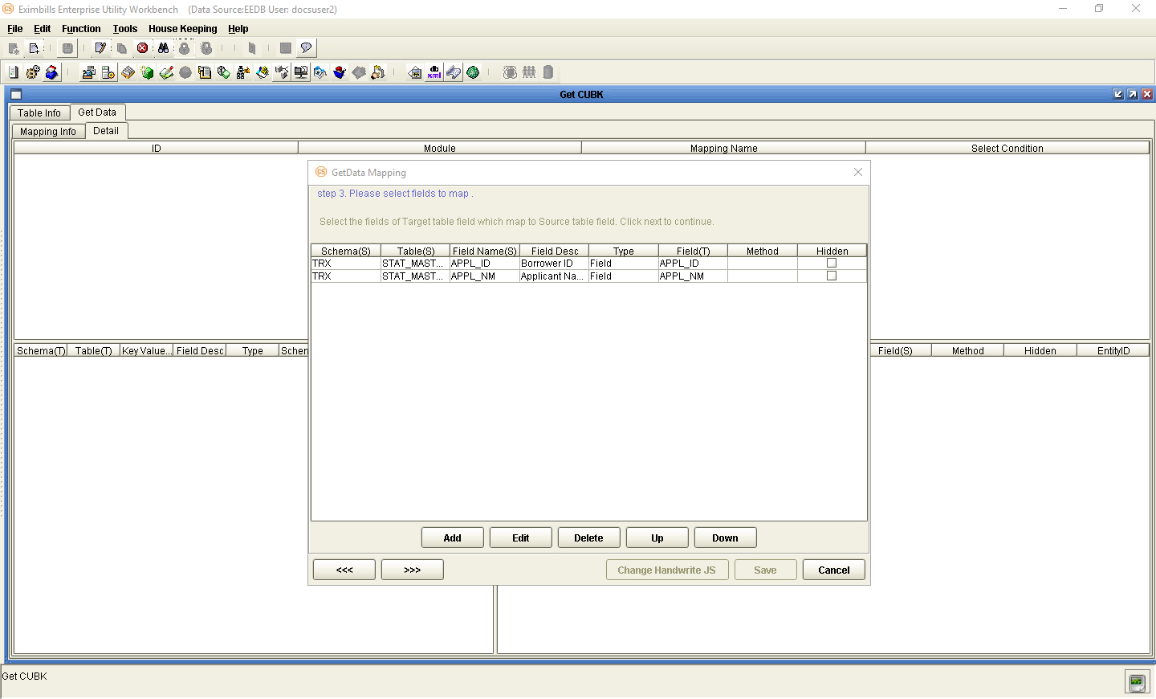 Eximbills Enterprise Utility Workbench (Data Source:EEDB User: docsuser2)
File Edit Function Tools House Keeping Help
Get CUBK
Table Info Get Data
Mapping Info Detail
ID Module Mapping Name Select Condition
GetData Mapping
step 3. Please select fields to map .
Select the fields of Target table field which map to Source table field. Click next to continue.
Schema(S) Table(S) Field Name(S) Field Desc Type Field(T) Method Hidden
TRX STAT_MAST... APPL_ID Borrower ID Field APPL_ID
TRX STAT_MAST... APPL_NM Applicant Na... Field APPL_NM
Schema(T) Table(T) Key Value... Field Desc Type Scher Field(S) Method Hidden EntityID
Add Edit Delete Up Down
<<< >>> Change Handwrite JS Save Cancel
Get CUBK